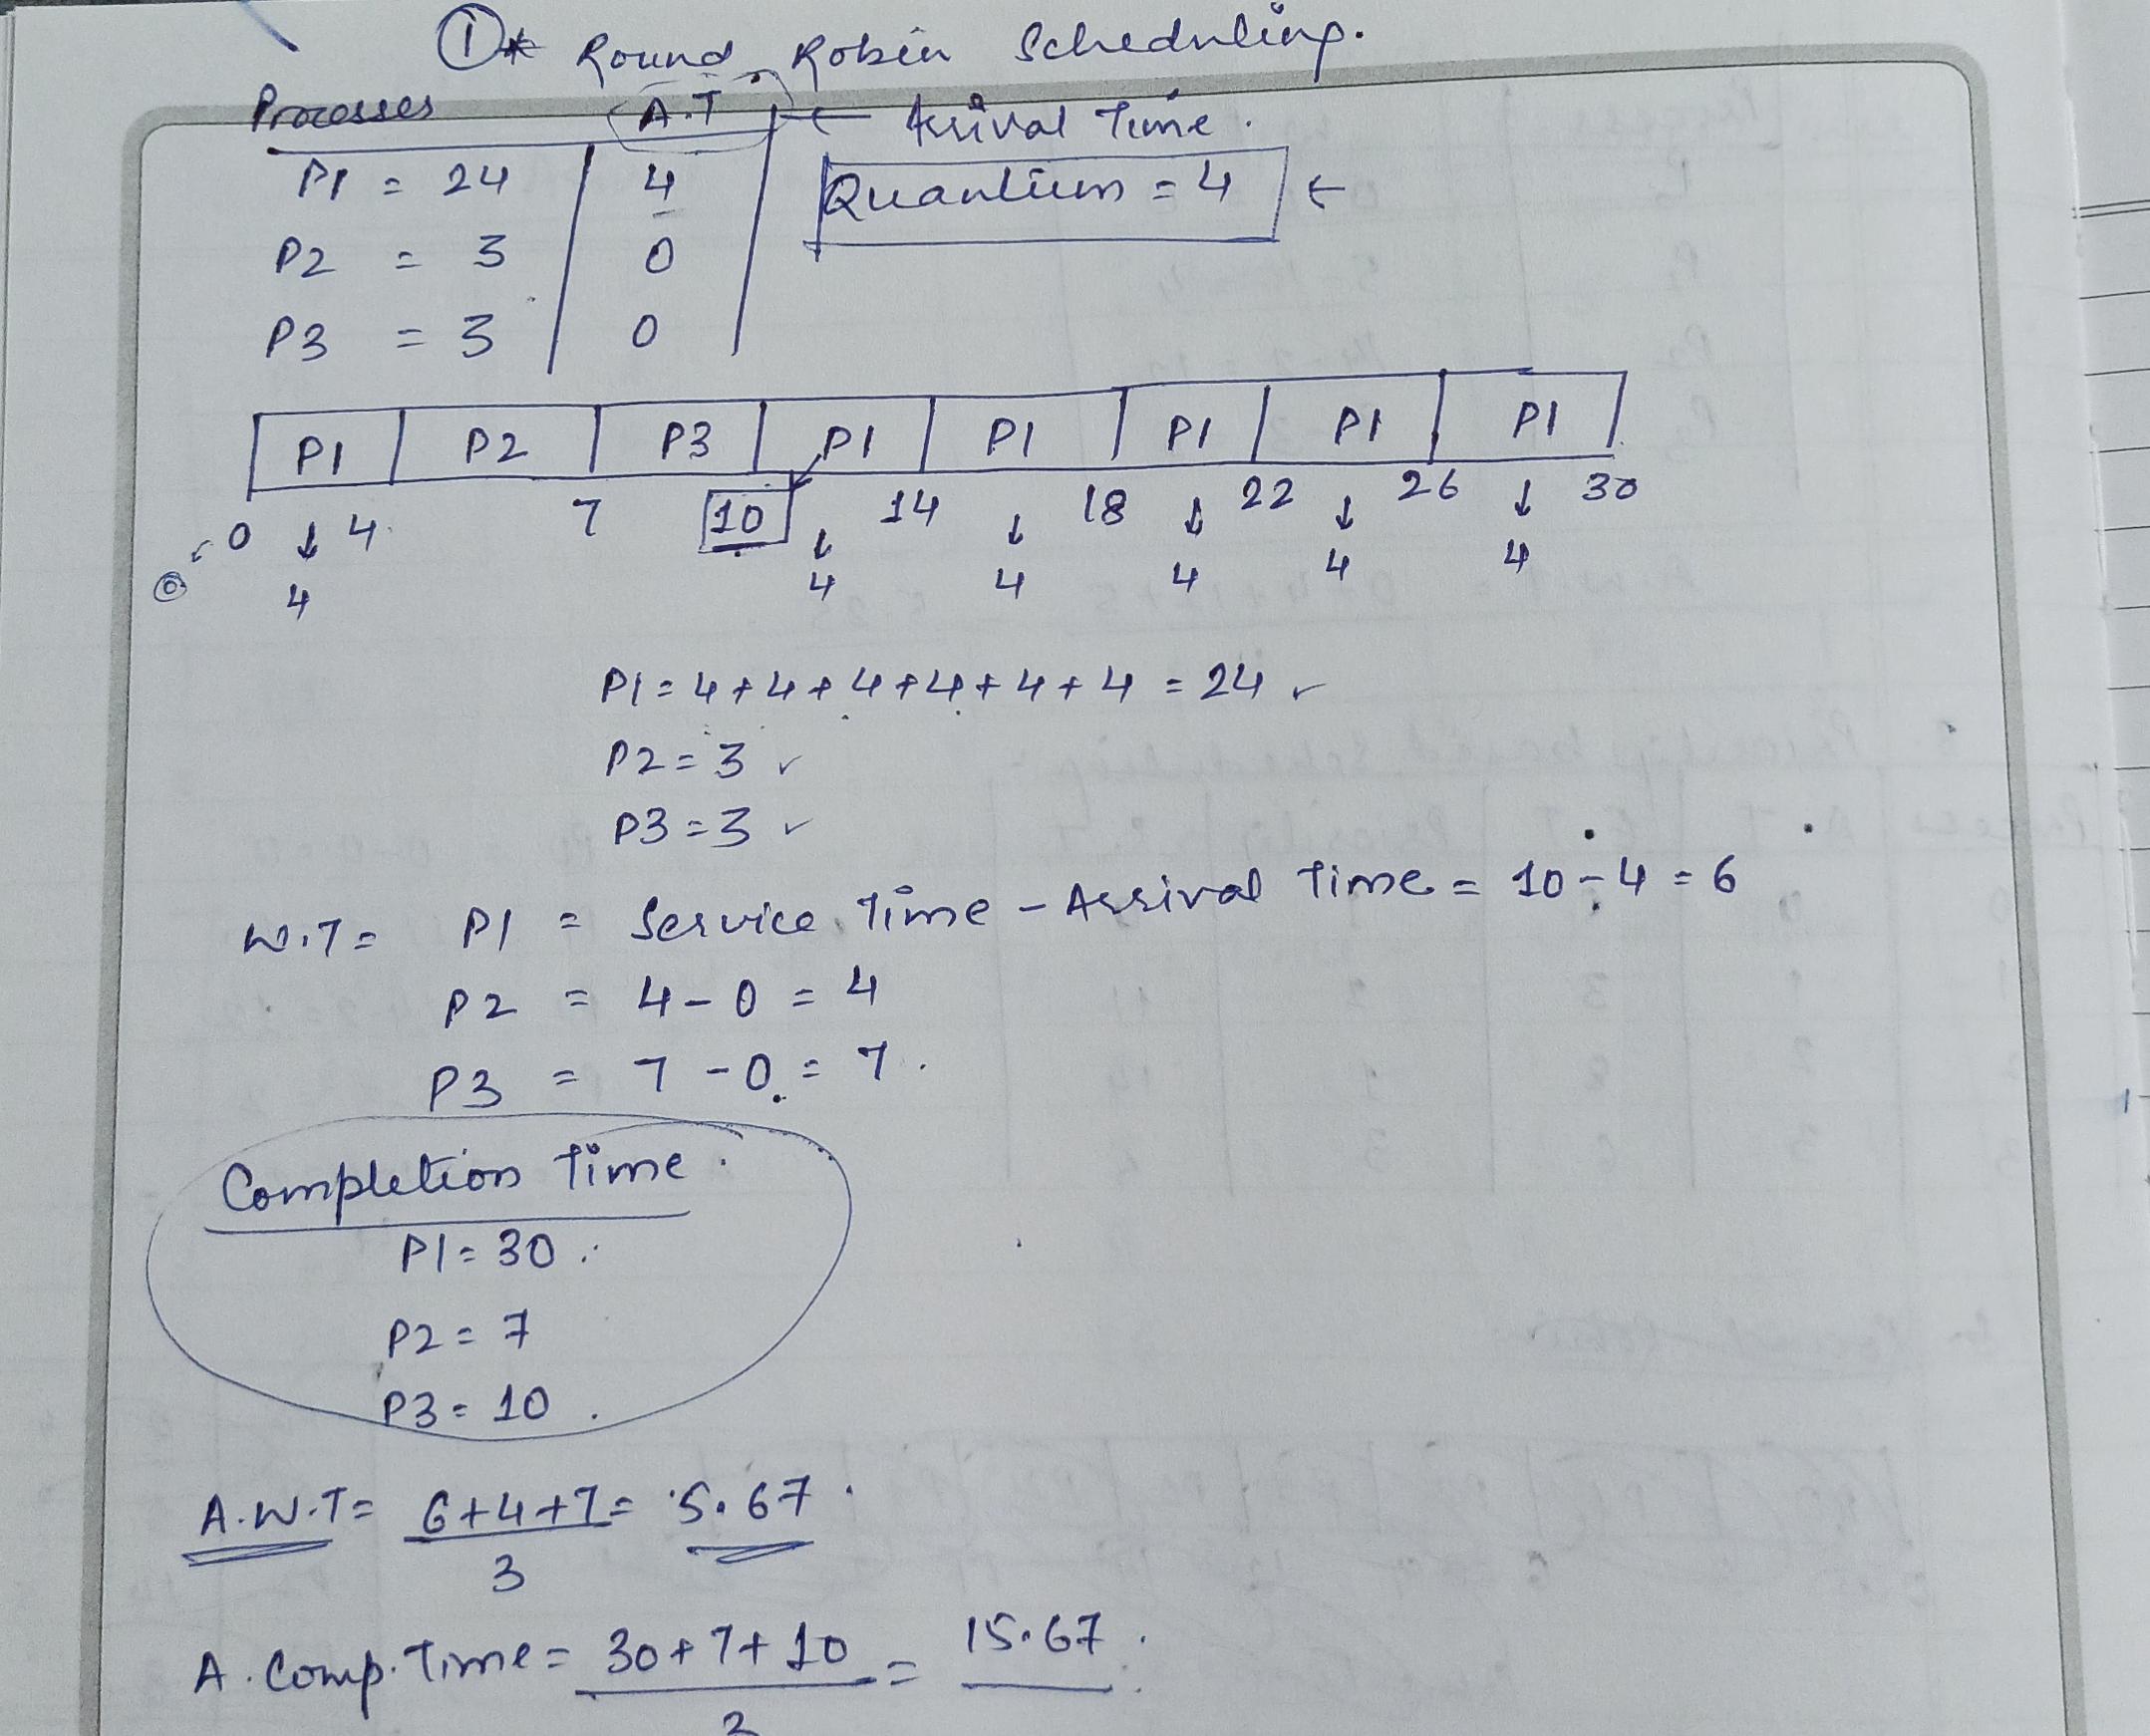 ① * Round Robin Scheduling.
Processes A.T ← Arrival Time.
P1 = 24 4 Quantum = 4 ←
P2 = 3 0
P3 = 3 0
P1 P2 P3 P1 P1 P1 P1 P1
0 ↓ 4 7 10 ↓ 14 ↓ 18 ↓ 22 ↓ 26 ↓ 30
0 4 4 4 4 4 4
P1 = 4 + 4 + 4 + 4 + 4 + 4 = 24 ✓
P2 = 3 ✓
P3 = 3 ✓
W.T = P1 = Service Time - Arrival Time = 10 - 4 = 6
P2 = 4 - 0 = 4
P3 = 7 - 0 = 7.
Completion Time.
P1 = 30.
P2 = 7
P3 = 10.
A.W.T = 6+4+7 = 5.67.
3
A. Comp. Time = 30 + 7 + 10 = 15.67.
3